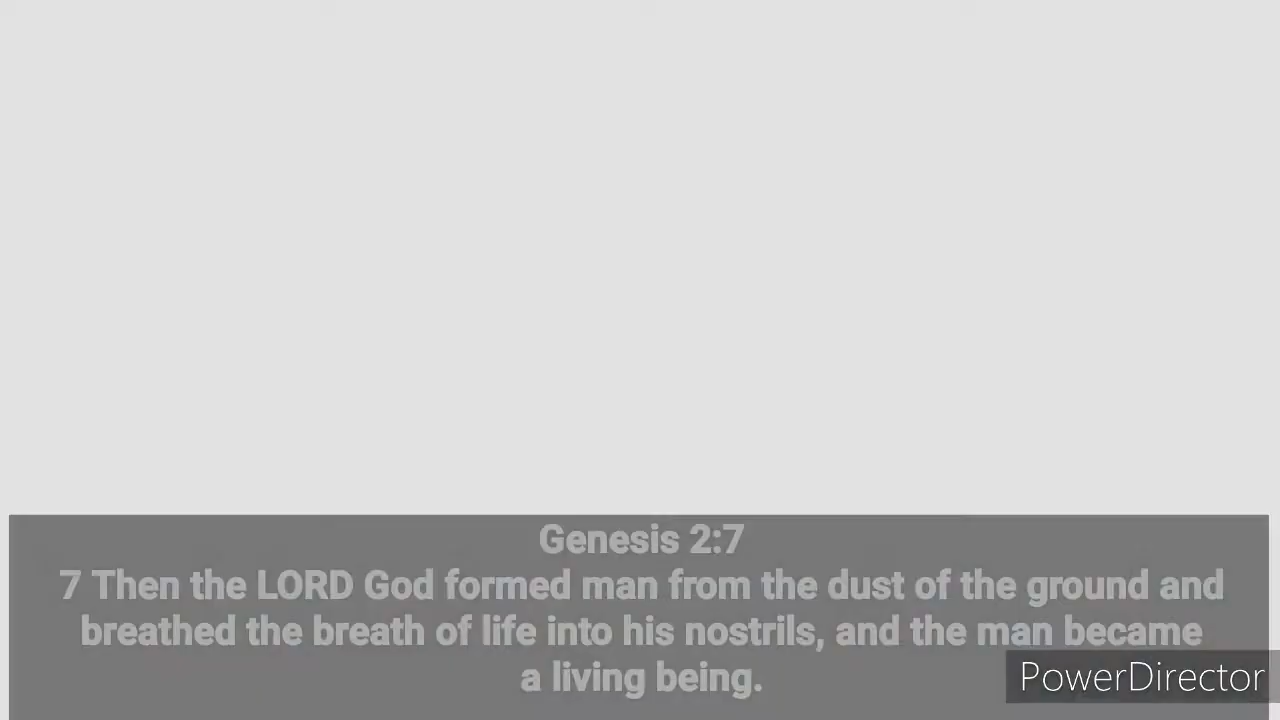 Genesis 2:7
7 Then the LORD God formed man from the dust of the ground and
breathed the breath of life into his nostrils, and the man became
a living being.
PowerDirector